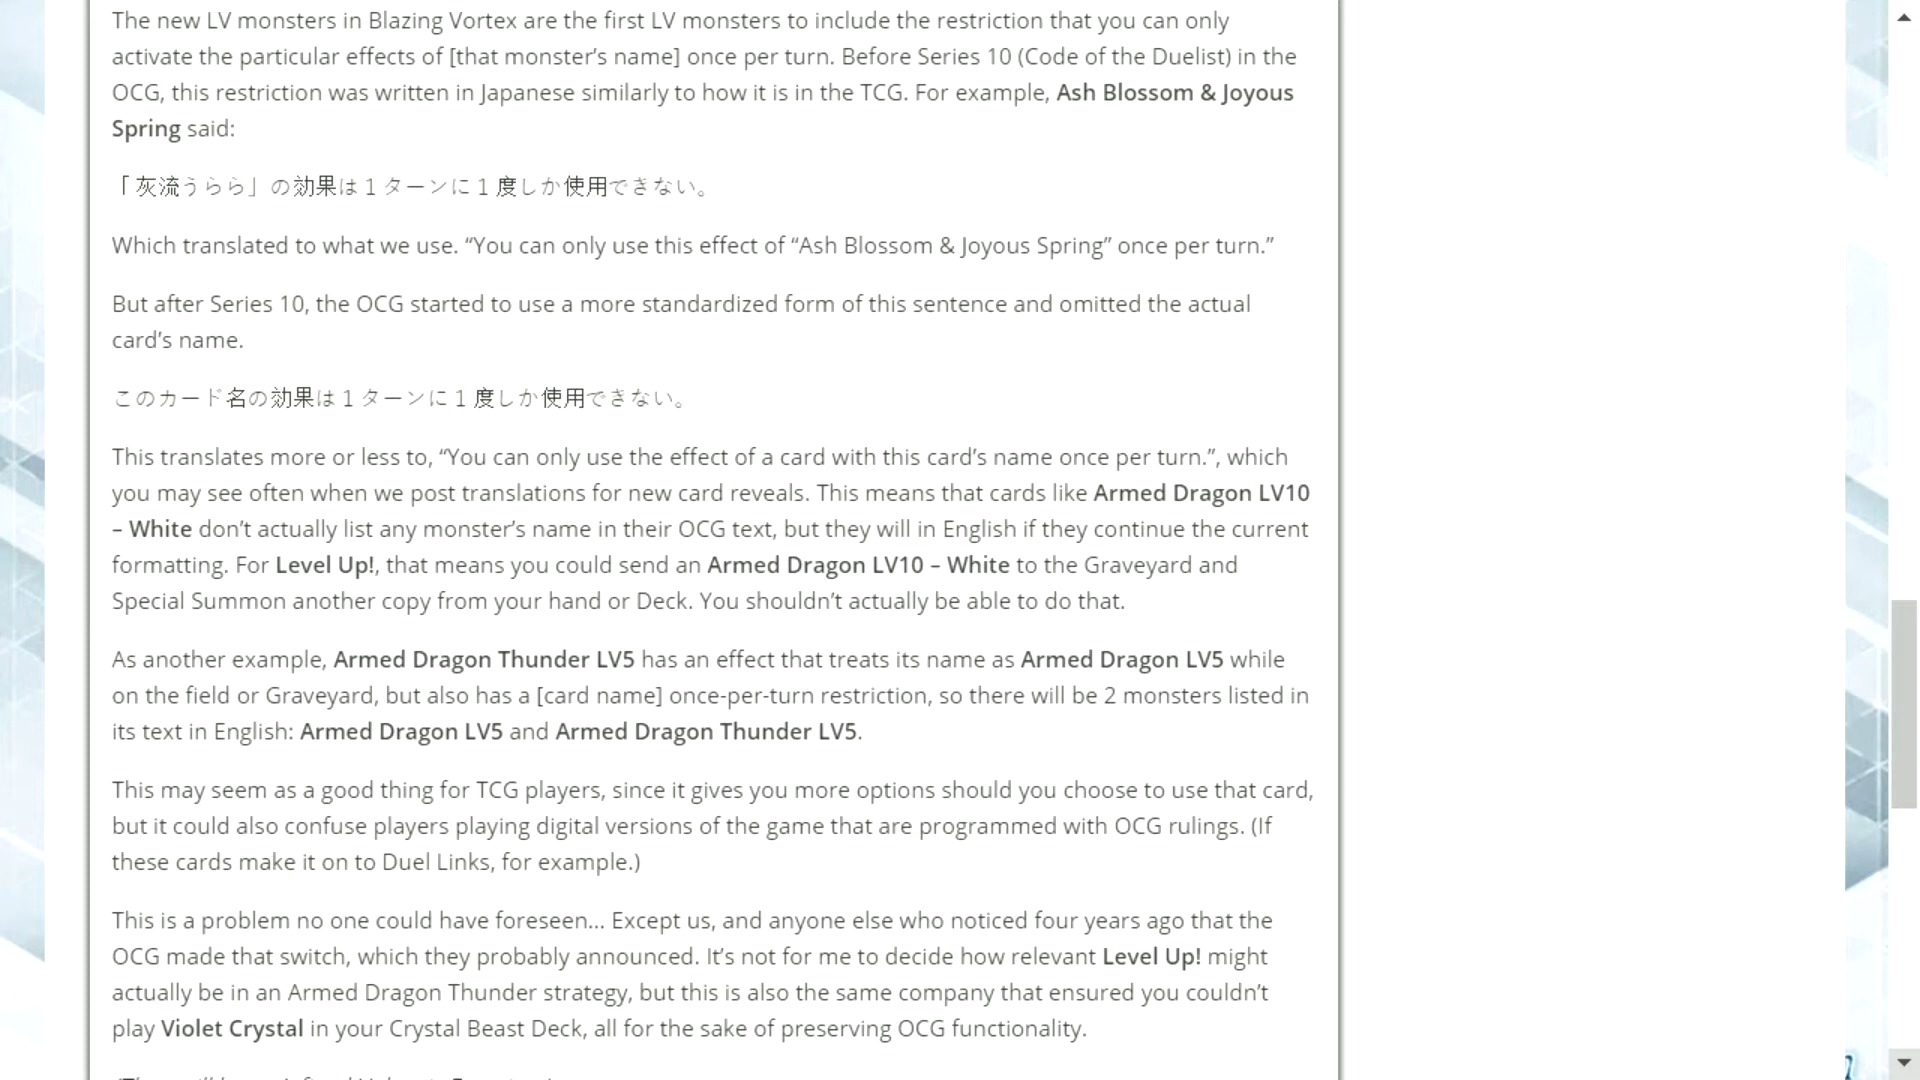 The new LV monsters in Blazing Vortex are the first LV monsters to include the restriction that you can only
activate the particular effects of [that monster’s name] once per turn. Before Series 10 (Code of the Duelist) in the
OCG, this restriction was written in Japanese similarly to how it is in the TCG. For example, Ash Blossom & Joyous
Spring said:
「灰流うらら」の効果は１ターンに１度しか使用できない。
Which translated to what we use. “You can only use this effect of “Ash Blossom & Joyous Spring” once per turn.”
But after Series 10, the OCG started to use a more standardized form of this sentence and omitted the actual
card’s name.
このカード名の効果は１ターンに１度しか使用できない。
This translates more or less to, “You can only use the effect of a card with this card’s name once per turn.”, which
you may see often when we post translations for new card reveals. This means that cards like Armed Dragon LV10
– White don’t actually list any monster’s name in their OCG text, but they will in English if they continue the current
formatting. For Level Up!, that means you could send an Armed Dragon LV10 – White to the Graveyard and
Special Summon another copy from your hand or Deck. You shouldn’t actually be able to do that.
As another example, Armed Dragon Thunder LV5 has an effect that treats its name as Armed Dragon LV5 while
on the field or Graveyard, but also has a [card name] once-per-turn restriction, so there will be 2 monsters listed in
its text in English: Armed Dragon LV5 and Armed Dragon Thunder LV5.
This may seem as a good thing for TCG players, since it gives you more options should you choose to use that card,
but it could also confuse players playing digital versions of the game that are programmed with OCG rulings. (If
these cards make it on to Duel Links, for example.)
This is a problem no one could have foreseen… Except us, and anyone else who noticed four years ago that the
OCG made that switch, which they probably announced. It’s not for me to decide how relevant Level Up! might
actually be in an Armed Dragon Thunder strategy, but this is also the same company that ensured you couldn’t
play Violet Crystal in your Crystal Beast Deck, all for the sake of preserving OCG functionality.